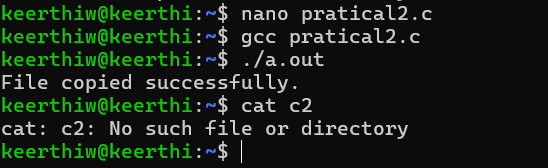 keerthiw@keerthi:~$ nano pratical2.c
keerthiw@keerthi:~$ gcc pratical2.c
keerthiw@keerthi:~$ ./a.out
File copied successfully.
keerthiw@keerthi:~$ cat c2
cat: c2: No such file or directory
keerthiw@keerthi:~$